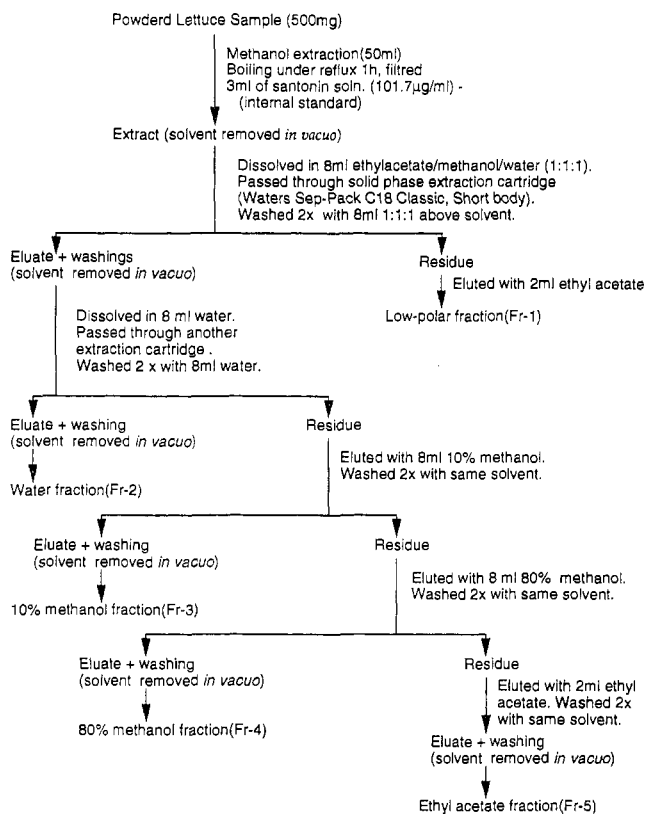 Powderd Lettuce Sample (500mg)
Methanol extraction(50ml)
Boiling under reflux 1h, filtred
3ml of santonin soln. (101.7µg/ml) -
(internal standard)
Extract (solvent removed in vacuo)
Dissolved in 8ml ethylacetate/methanol/water (1:1:1).
Passed through solid phase extraction cartridge
(Waters Sep-Pack C18 Classic, Short body).
Washed 2x with 8ml 1:1:1 above solvent.
Eluate + washings
(solvent removed in vacuo)
Residue
Eluted with 2ml ethyl acetate
Low-polar fraction(Fr-1)
Dissolved in 8 ml water.
Passed through another
extraction cartridge .
Washed 2 x with 8ml water.
Eluate + washing
(solvent removed in vacuo)
Residue
Water fraction(Fr-2)
Eluted with 8ml 10% methanol.
Washed 2x with same solvent.
Eluate + washing
(solvent removed in vacuo)
Residue
10% methanol fraction(Fr-3)
Eluted with 8 ml 80% methanol.
Washed 2x with same solvent.
Eluate + washing
(solvent removed in vacuo)
Residue
80% methanol fraction(Fr-4)
Eluted with 2ml ethyl
acetate. Washed 2x
with same solvent.
Eluate + washing
(solvent removed in vacuo)
Ethyl acetate fraction(Fr-5)